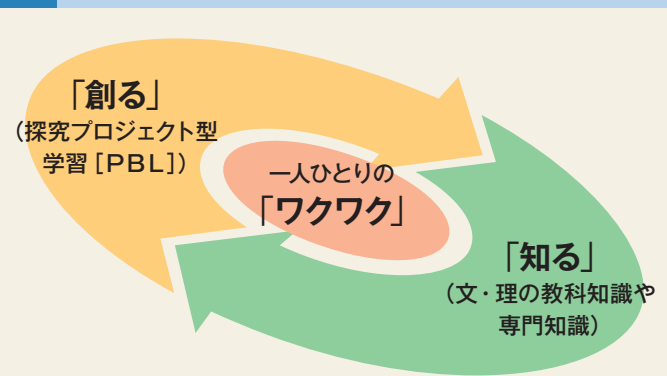 「創る」
（探究プロジェクト型
学習［PBL］）
一人ひとりの
「ワクワク」
「知る」
（文・理の教科知識や
専門知識）